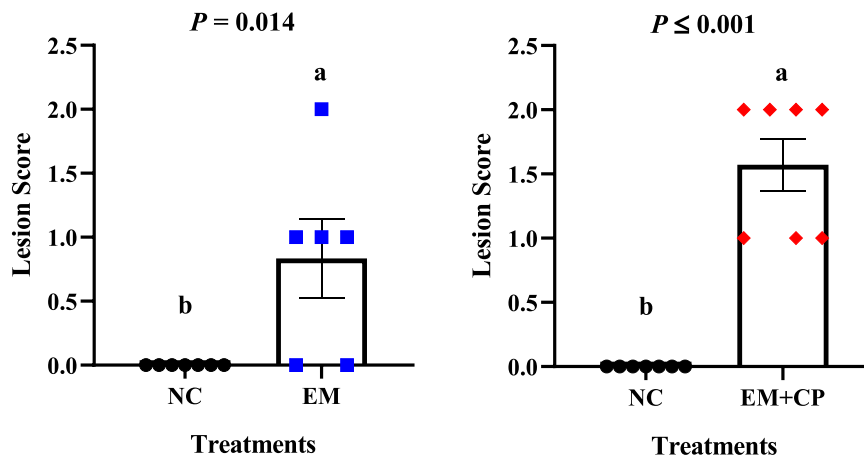 P = 0.014
2.5
2.0
1.5
1.0
0.5
0.0
Lesion Score
a
b
NC
EM
Treatments
P ≤ 0.001
2.5
2.0
1.5
1.0
0.5
0.0
Lesion Score
a
b
NC
EM+CP
Treatments